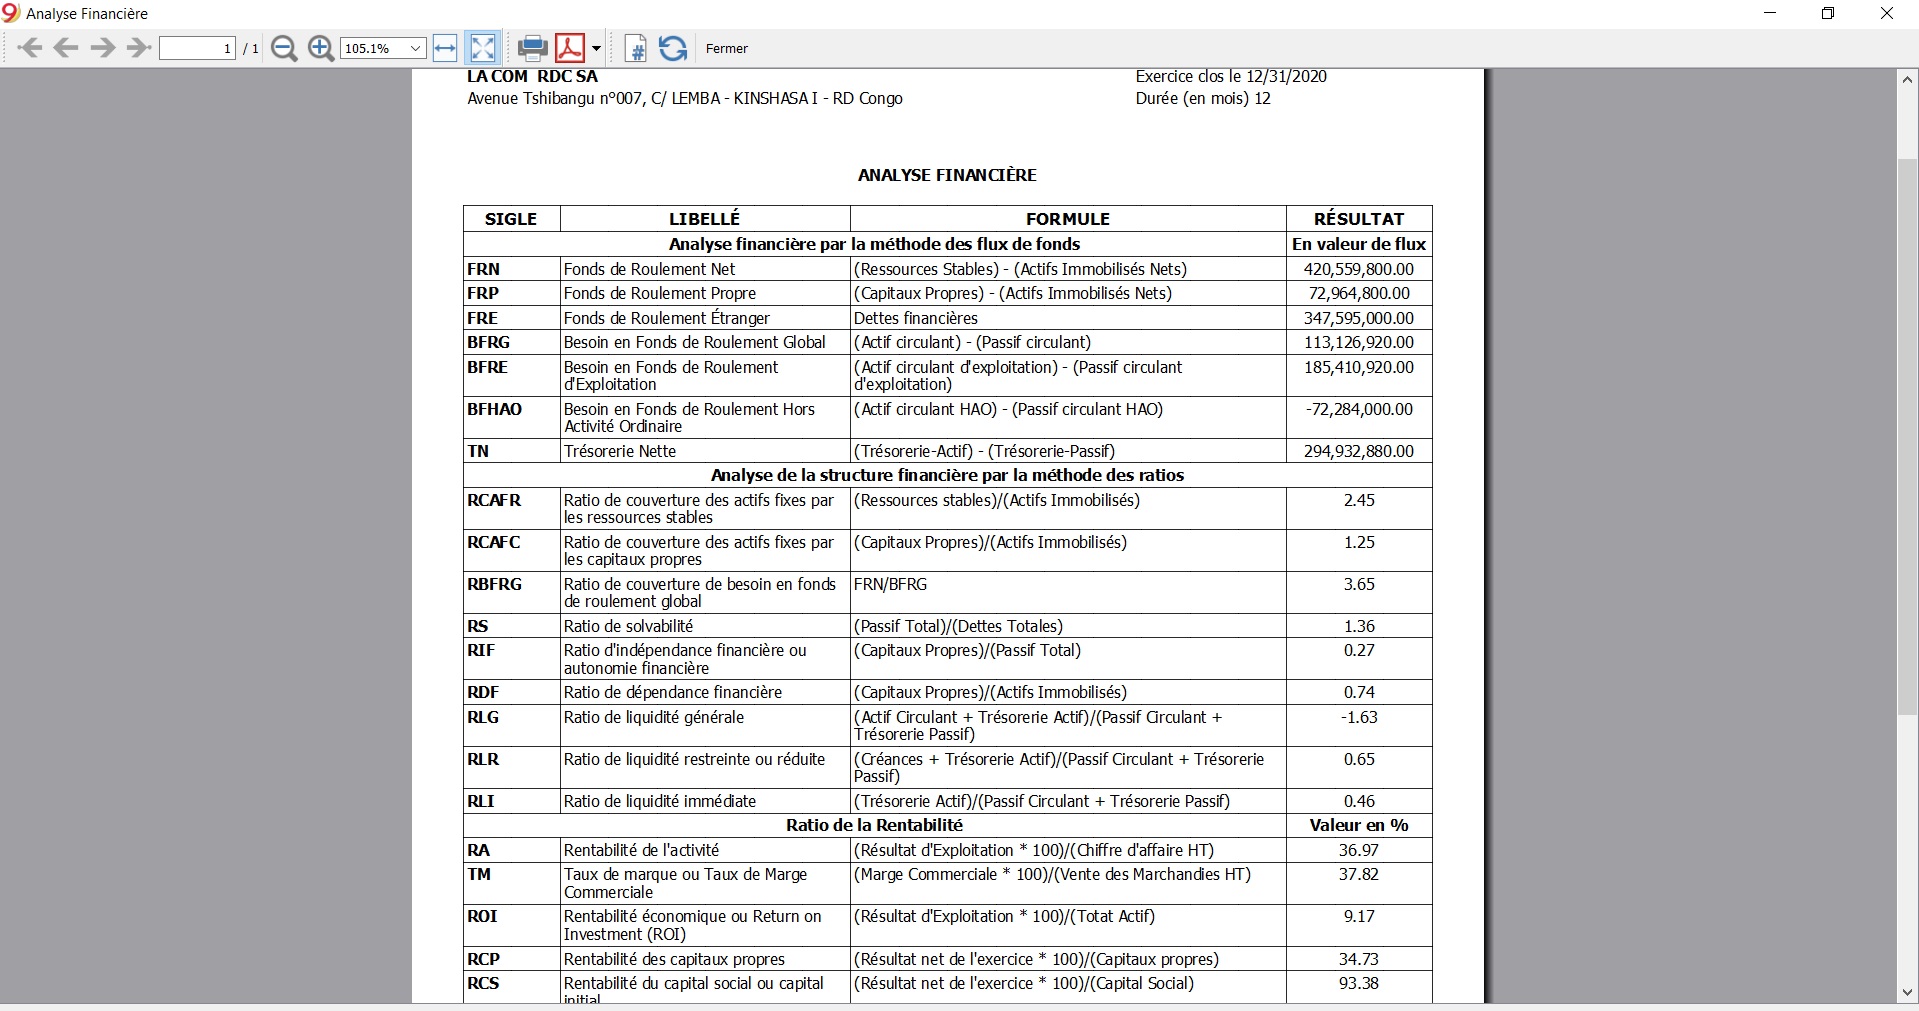 Analyse Financière
1 / 1 105.1% Fermer
LA COM RDC SA Exercice clos le 12/31/2020
Avenue Tshibangu n°007, C/ LEMBA - KINSHASA I - RD Congo Durée (en mois) 12
ANALYSE FINANCIÈRE
SIGLE LIBELLÉ FORMULE RÉSULTAT
Analyse financière par la méthode des flux de fonds En valeur de flux
FRN Fonds de Roulement Net (Ressources Stables) - (Actifs Immobilisés Nets) 420,559,800.00
FRP Fonds de Roulement Propre (Capitaux Propres) - (Actifs Immobilisés Nets) 72,964,800.00
FRE Fonds de Roulement Étranger Dettes financières 347,595,000.00
BFRG Besoin en Fonds de Roulement Global (Actif circulant) - (Passif circulant) 113,126,920.00
BFRE Besoin en Fonds de Roulement (Actif circulant d'exploitation) - (Passif circulant 185,410,920.00
d'Exploitation d'exploitation)
BFHAO Besoin en Fonds de Roulement Hors (Actif circulant HAO) - (Passif circulant HAO) -72,284,000.00
Activité Ordinaire
TN Trésorerie Nette (Trésorerie-Actif) - (Trésorerie-Passif) 294,932,880.00
Analyse de la structure financière par la méthode des ratios
RCAFR Ratio de couverture des actifs fixes par (Ressources stables)/(Actifs Immobilisés) 2.45
les ressources stables
RCAFC Ratio de couverture des actifs fixes par (Capitaux Propres)/(Actifs Immobilisés) 1.25
les capitaux propres
RBFRG Ratio de couverture de besoin en fonds FRN/BFRG 3.65
de roulement global
RS Ratio de solvabilité (Passif Total)/(Dettes Totales) 1.36
RIF Ratio d'indépendance financière ou (Capitaux Propres)/(Passif Total) 0.27
autonomie financière
RDF Ratio de dépendance financière (Capitaux Propres)/(Actifs Immobilisés) 0.74
RLG Ratio de liquidité générale (Actif Circulant + Trésorerie Actif)/(Passif Circulant + -1.63
Trésorerie Passif)
RLR Ratio de liquidité restreinte ou réduite (Créances + Trésorerie Actif)/(Passif Circulant + Trésorerie 0.65
Passif)
RLI Ratio de liquidité immédiate (Trésorerie Actif)/(Passif Circulant + Trésorerie Passif) 0.46
Ratio de la Rentabilité Valeur en %
RA Rentabilité de l'activité (Résultat d'Exploitation * 100)/(Chiffre d'affaire HT) 36.97
TM Taux de marque ou Taux de Marge (Marge Commerciale * 100)/(Vente des Marchandies HT) 37.82
Commerciale
ROI Rentabilité économique ou Return on (Résultat d'Exploitation * 100)/(Totat Actif) 9.17
Investment (ROI)
RCP Rentabilité des capitaux propres (Résultat net de l'exercice * 100)/(Capitaux propres) 34.73
RCS Rentabilité du capital social ou capital (Résultat net de l'exercice * 100)/(Capital Social) 93.38
initial